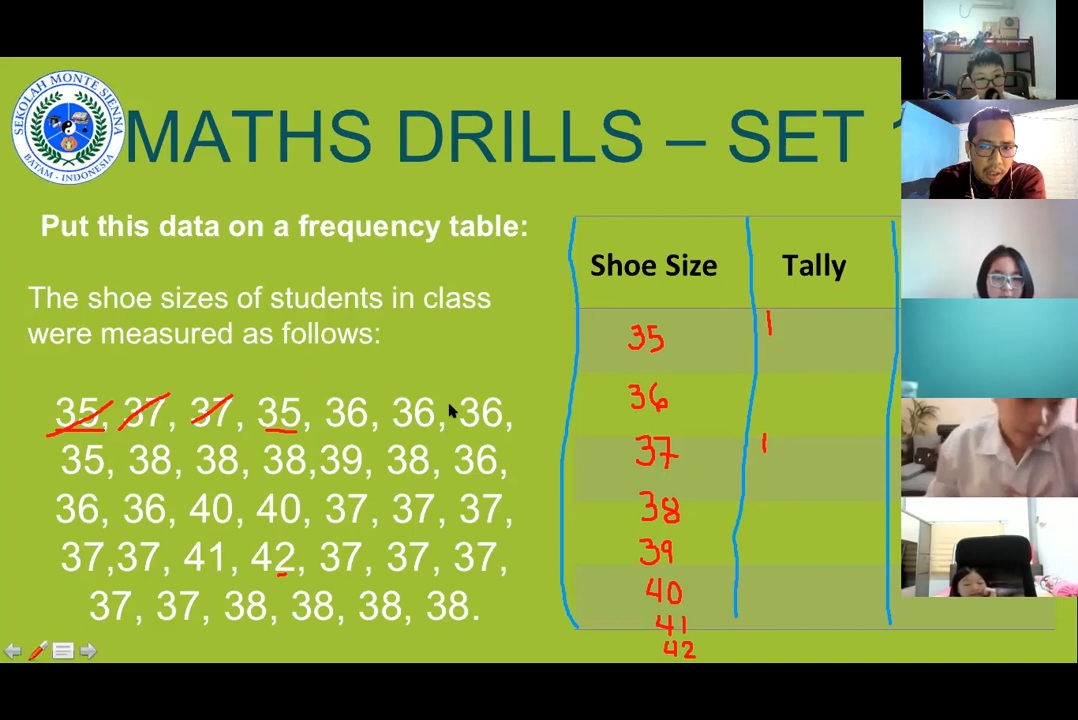 SEKOLAH MONTE SIENNA
BATAM - INDONESIA
MATHS DRILLS – SET
Put this data on a frequency table:
The shoe sizes of students in class
were measured as follows:
35, 37, 37, 35, 36, 36, 36,
35, 38, 38, 38,39, 38, 36,
36, 36, 40, 40, 37, 37, 37,
37,37, 41, 42, 37, 37, 37,
37, 37, 38, 38, 38, 38.
Shoe Size Tally
35 1
36
37 1
38
39
40
41
42